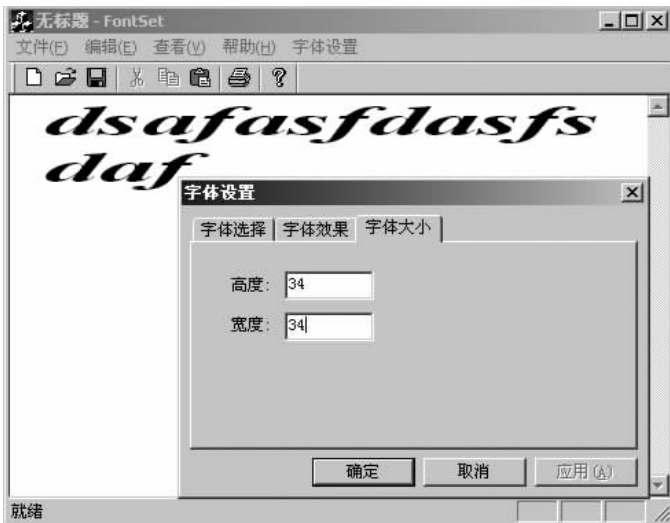 无标题 - FontSet
文件(F) 编辑(E) 查看(V) 帮助(H) 字体设置
dsafasfdasfs
daf
字体设置
字体选择 字体效果 字体大小
高度: 34
宽度: 34
确定 取消 应用(A)
就绪